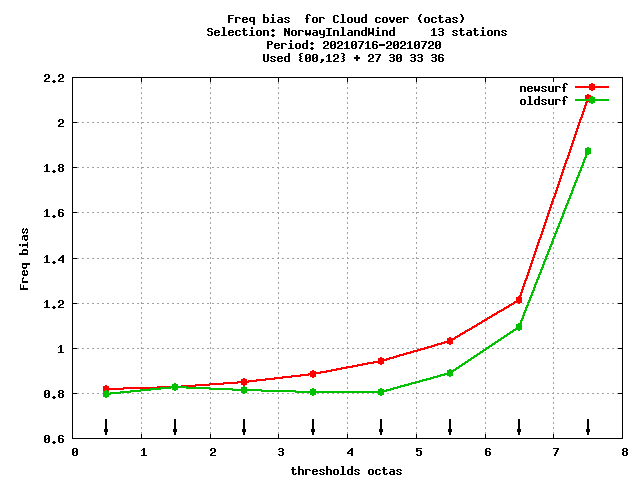 Freq bias  for Cloud cover (octas)
Selection: NorwayInlandWind     13 stations
Period: 20210716-20210720
Used {00,12} + 27 30 33 36
newsurf
oldsurf
2.2
2
1.8
1.6
1.4
1.2
1
0.8
0.6
Freq bias
0 1 2 3 4 5 6 7 8
thresholds octas